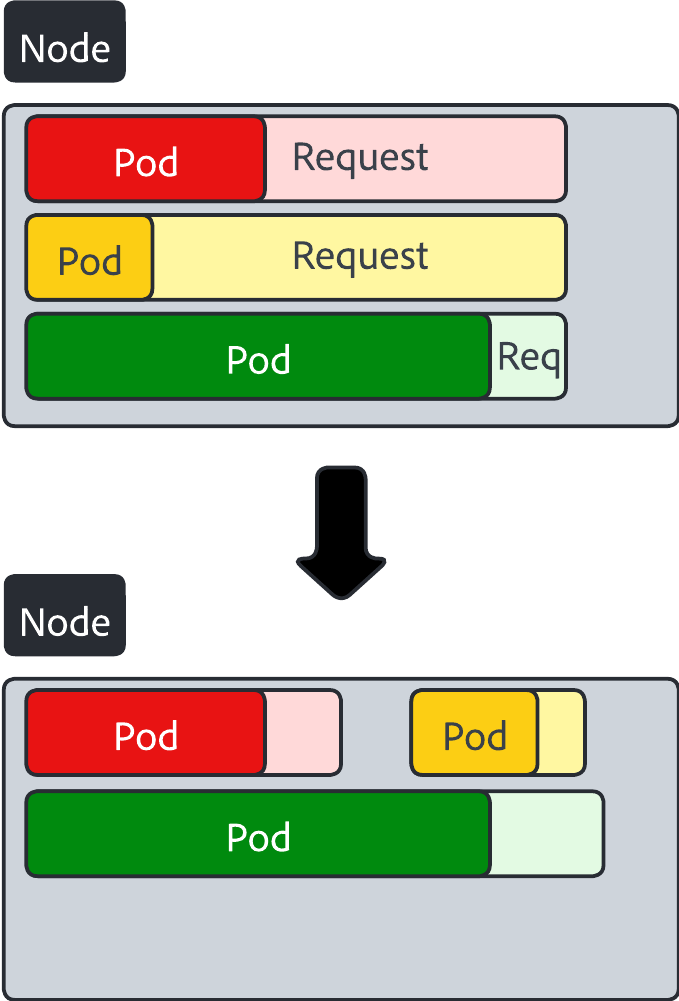 Node
Pod Request
Pod Request
Pod Req
Node
Pod Pod
Pod